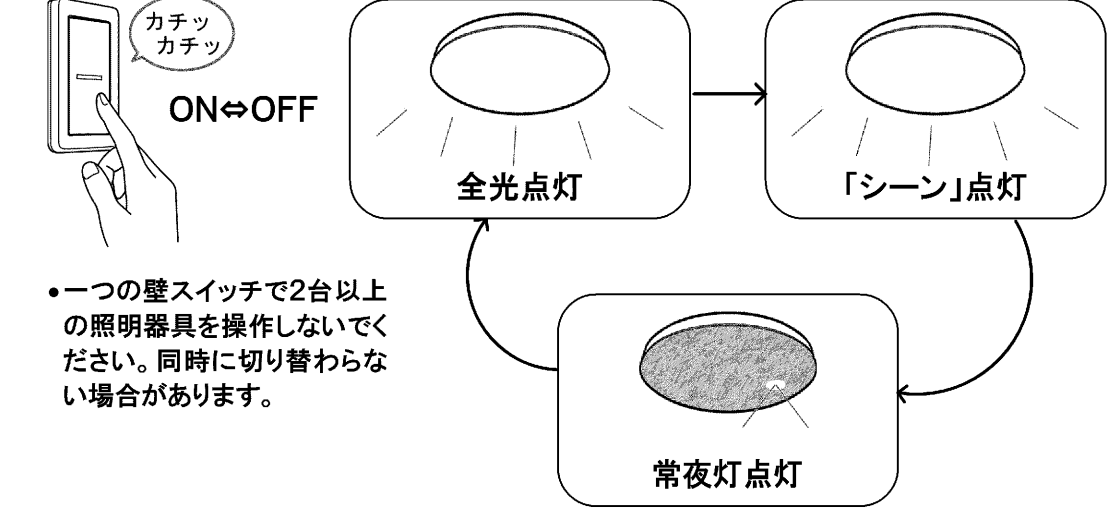 カチッ
カチッ
ON⇔OFF
全光点灯
「シーン」点灯
•一つの壁スイッチで2台以上
の照明器具を操作しないでく
ださい。同時に切り替わらな
い場合があります。
常夜灯点灯